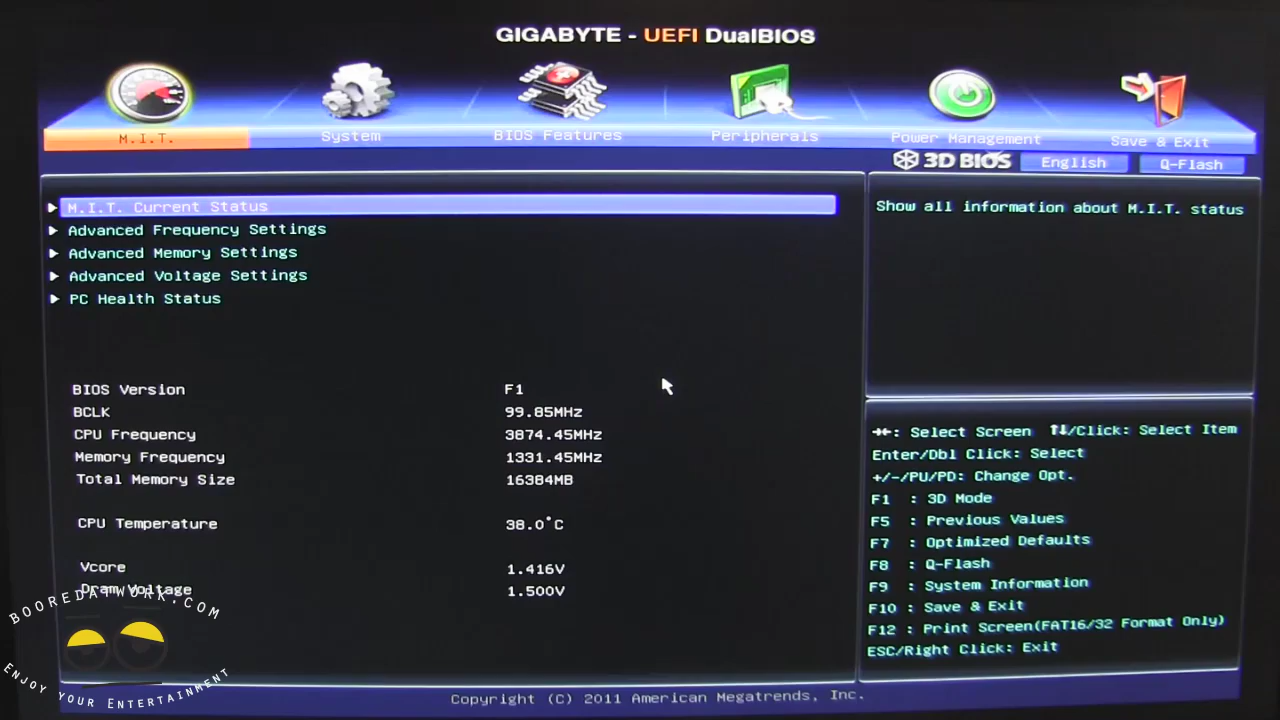 GIGABYTE - UEFI DualBIOS
M.I.T. System BIOS Features Peripherals Power Management Save & Exit
3D BIOS English Q-Flash
M.I.T. Current Status
Advanced Frequency Settings
Advanced Memory Settings
Advanced Voltage Settings
PC Health Status
BIOS Version F1
BCLK 99.85MHz
CPU Frequency 3874.45MHz
Memory Frequency 1331.45MHz
Total Memory Size 16384MB
CPU Temperature 38.0°C
Vcore 1.416V
Dram Voltage 1.500V
Show all information about M.I.T. status
→←: Select Screen ↑↓/Click: Select Item
Enter/Dbl Click: Select
+/-/PU/PD: Change Opt.
F1 : 3D Mode
F5 : Previous Values
F7 : Optimized Defaults
F8 : Q-Flash
F9 : System Information
F10 : Save & Exit
F12 : Print Screen(FAT16/32 Format Only)
ESC/Right Click: Exit
Copyright (C) 2011 American Megatrends, Inc.
BOOREDATWORK.COM
ENJOY YOUR ENTERTAINMENT